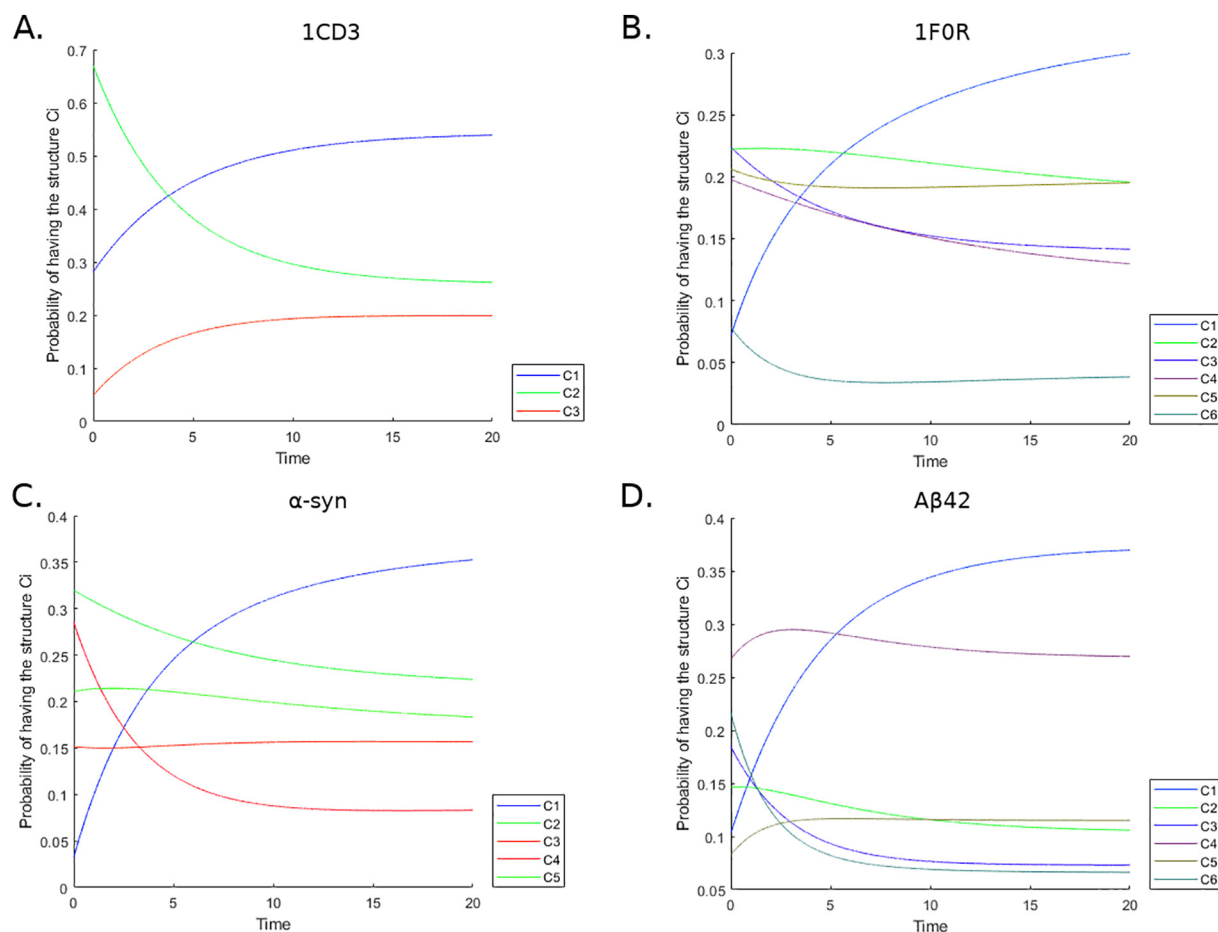 A.
1CD3
Probability of having the structure Ci
0.7
0.6
0.5
0.4
0.3
0.2
0.1
0
0 5 10 15 20
Time
C1
C2
C3
B.
1F0R
Probability of having the structure Ci
0.3
0.25
0.2
0.15
0.1
0.05
0
0 5 10 15 20
Time
C1
C2
C3
C4
C5
C6
C.
α-syn
Probability of having the structure Ci
0.4
0.35
0.3
0.25
0.2
0.15
0.1
0.05
0
0 5 10 15 20
Time
C1
C2
C3
C4
C5
D.
Aβ42
Probability of having the structure Ci
0.4
0.35
0.3
0.25
0.2
0.15
0.1
0.05
0 5 10 15 20
Time
C1
C2
C3
C4
C5
C6